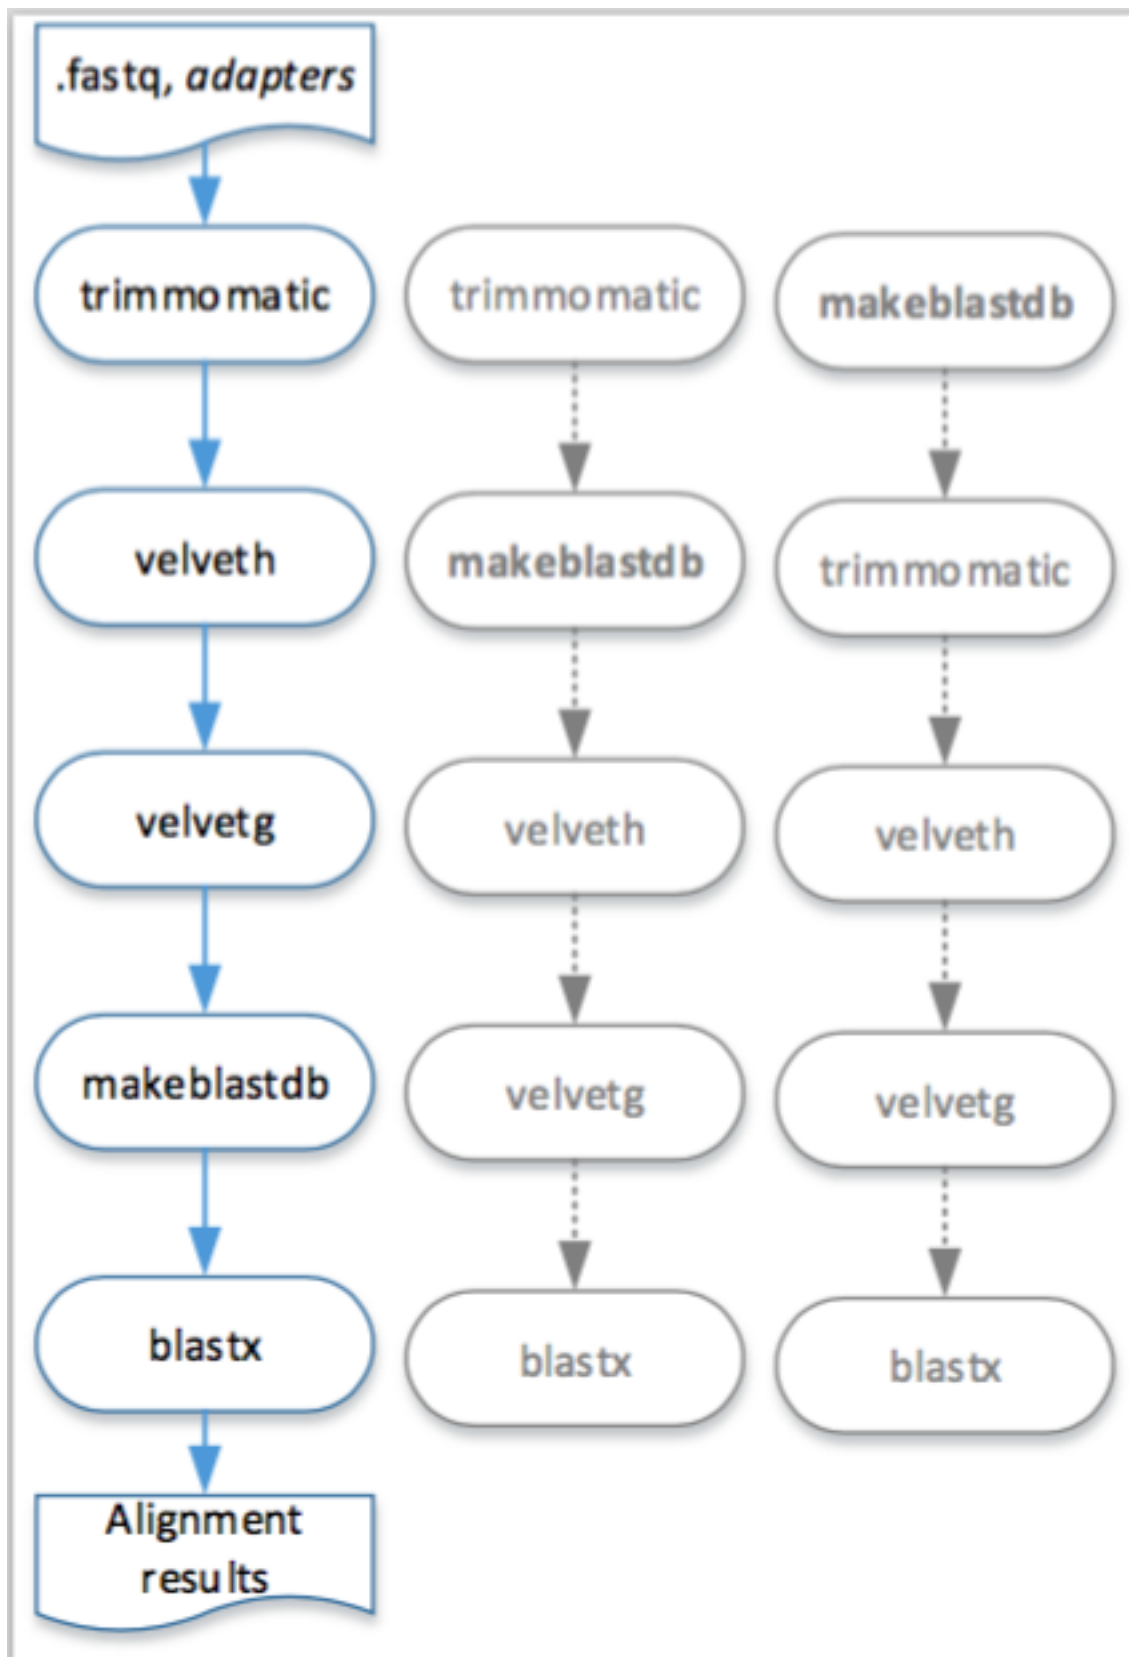 .fastq, adapters
trimmomatic
velveth
velvetg
makeblastdb
blastx
Alignment
results
trimmomatic
makeblastdb
velveth
velvetg
blastx
makeblastdb
trimmomatic
velveth
velvetg
blastx